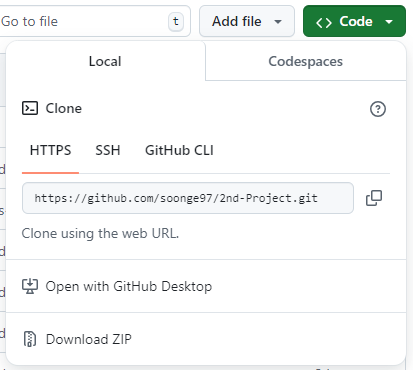 Go to file
t
Add file
Code
Local
Codespaces
Clone
HTTPS
SSH
GitHub CLI
https://github.com/soonge97/2nd-Project.git
Clone using the web URL.
Open with GitHub Desktop
Download ZIP